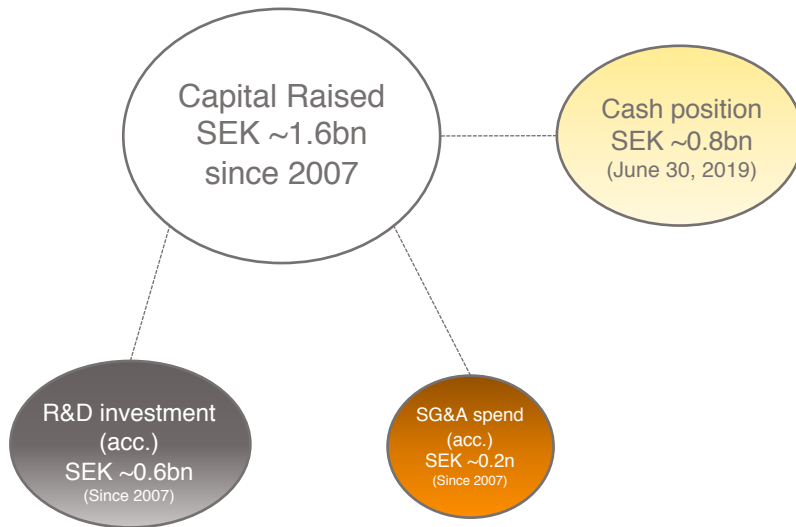 Capital Raised
SEK ~1.6bn
since 2007
Cash position
SEK ~0.8bn
(June 30, 2019)
R&D investment
(acc.)
SEK ~0.6bn
(Since 2007)
SG&A spend
(acc.)
SEK ~0.2n
(Since 2007)